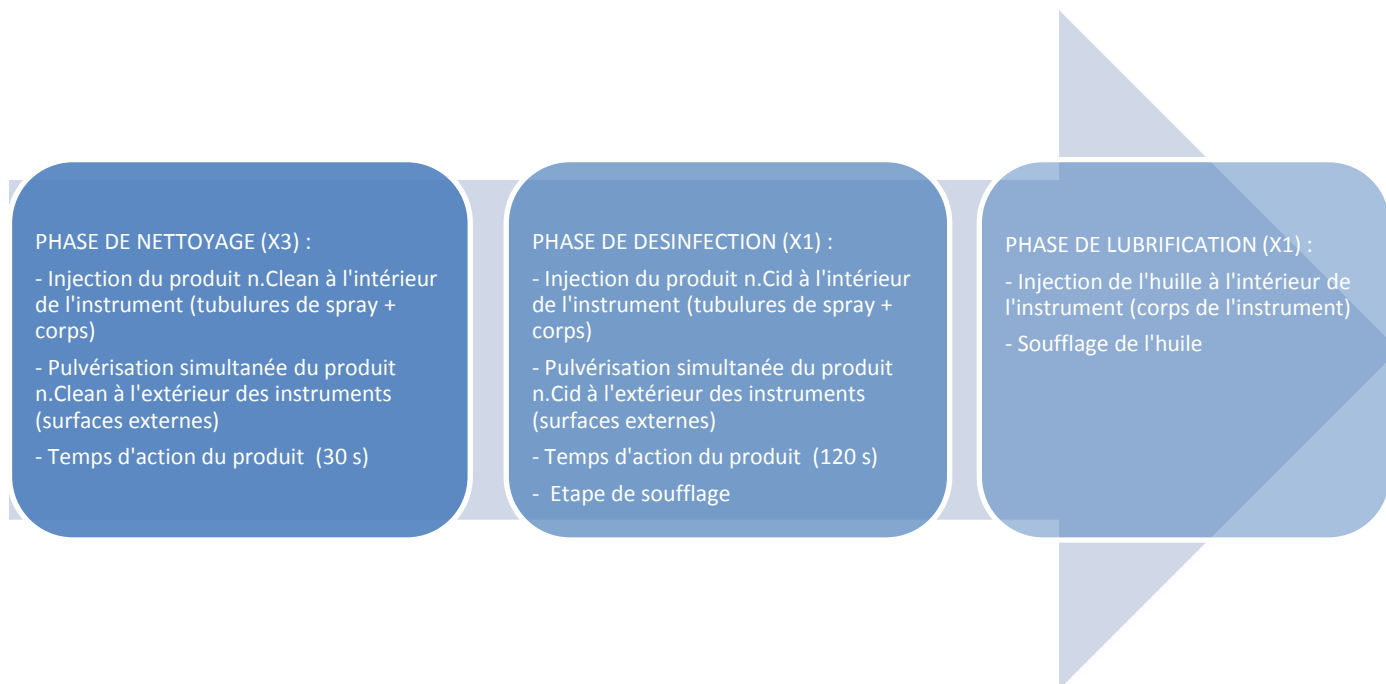 PHASE DE NETTOYAGE (X3) :
- Injection du produit n.Clean à l'intérieur
de l'instrument (tubulures de spray +
corps)
- Pulvérisation simultanée du produit
n.Clean à l'extérieur des instruments
(surfaces externes)
- Temps d'action du produit  (30 s)
PHASE DE DESINFECTION (X1) :
- Injection du produit n.Cid à l'intérieur
de l'instrument (tubulures de spray +
corps)
- Pulvérisation simultanée du produit
n.Cid à l'extérieur des instruments
(surfaces externes)
- Temps d'action du produit  (120 s)
-  Etape de soufflage
PHASE DE LUBRIFICATION (X1) :
- Injection de l'huille à l'intérieur de
l'instrument (corps de l'instrument)
- Soufflage de l'huile